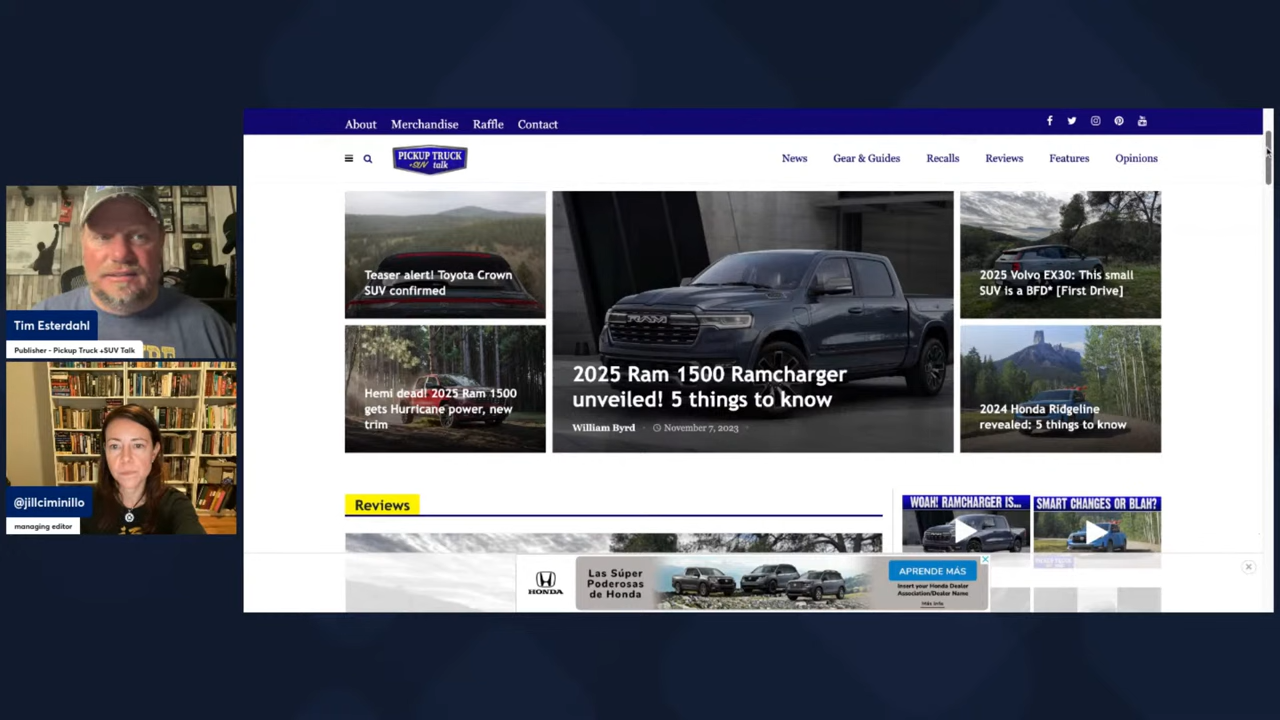 About Merchandise Raffle Contact
PICKUP TRUCK
+SUV talk
News Gear & Guides Recalls Reviews Features Opinions
Teaser alert! Toyota Crown
SUV confirmed
Hemi dead! 2025 Ram 1500
gets Hurricane power, new
trim
RAM
2025 Ram 1500 Ramcharger
unveiled! 5 things to know
William Byrd November 7, 2023
2025 Volvo EX30: This small
SUV is a BFD* [First Drive]
2024 Honda Ridgeline
revealed: 5 things to know
Tim Esterdahl
Publisher - Pickup Truck +SUV Talk
@jillciminillo
managing editor
Reviews
WOAH! RAMCHARGER IS...
SMART CHANGES OR BLAH?
HONDA
Las Súper
Poderosas
de Honda
APRENDE MÁS
Insert your Honda Dealer
Association/Dealer Name
Más info